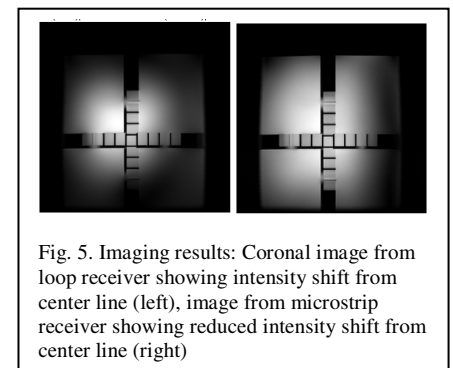 Fig. 5. Imaging results: Coronal image from
loop receiver showing intensity shift from
center line (left), image from microstrip
receiver showing reduced intensity shift from
center line (right)